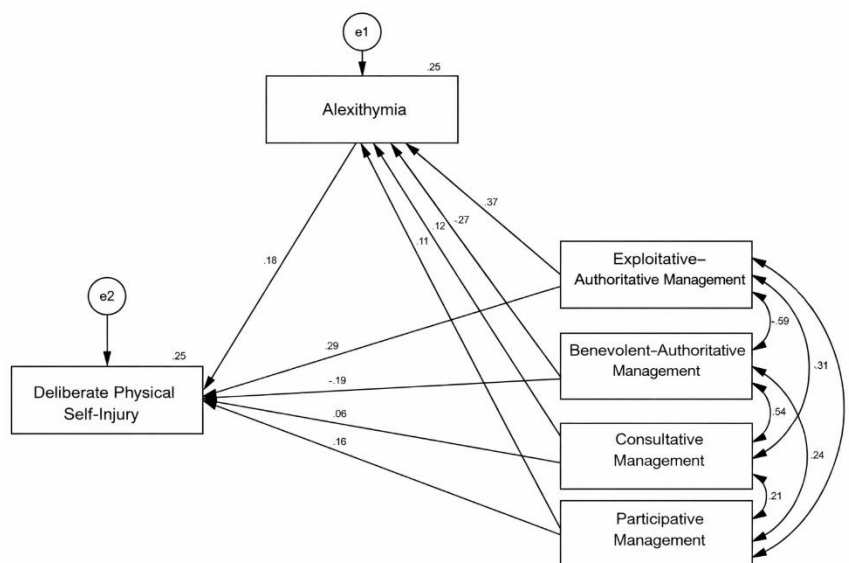 e1
.25
Alexithymia
.37
-.27
.12
.11
.18
e2
.25
Deliberate Physical
Self-Injury
.29
-.19
.06
.16
Exploitative–
Authoritative Management
Benevolent–Authoritative
Management
Consultative
Management
Participative
Management
-.59
.31
.54
.24
.21